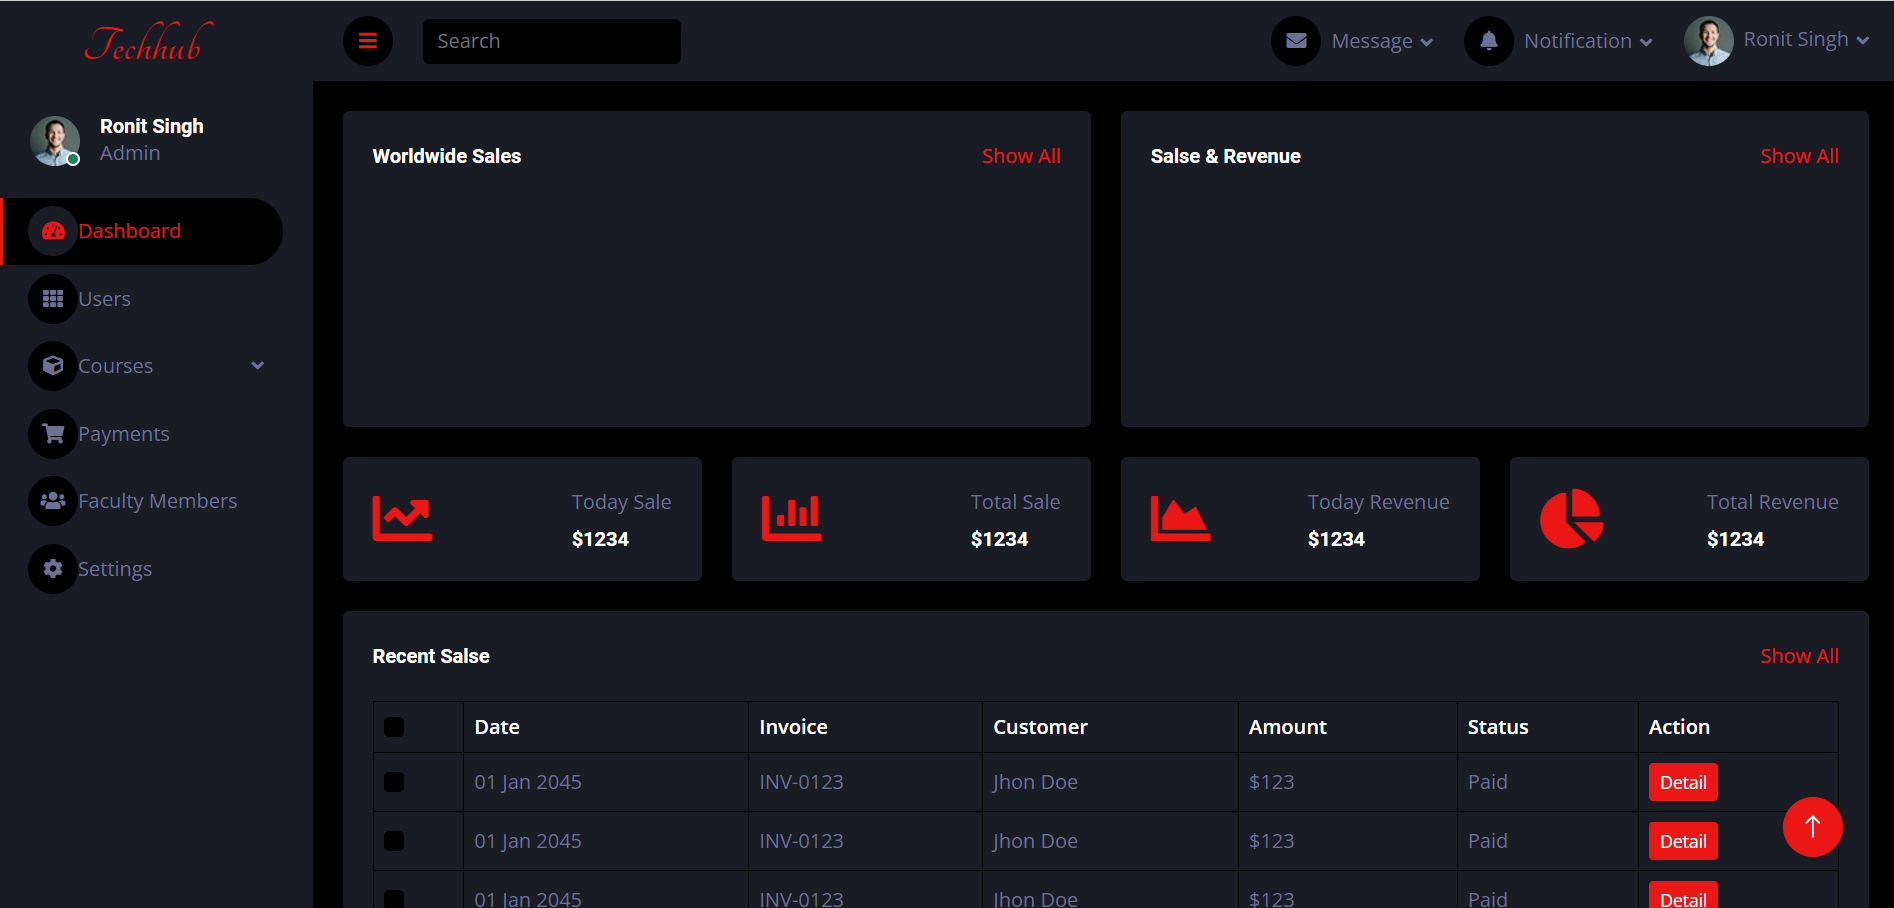 Techhub
Search
Message
Notification
Ronit Singh
Ronit Singh
Admin
Dashboard
Users
Courses
Payments
Faculty Members
Settings
Worldwide Sales Show All
Salse & Revenue Show All
Today Sale
$1234
Total Sale
$1234
Today Revenue
$1234
Total Revenue
$1234
Recent Salse Show All
Date Invoice Customer Amount Status Action
01 Jan 2045 INV-0123 Jhon Doe $123 Paid Detail
01 Jan 2045 INV-0123 Jhon Doe $123 Paid Detail
01 Jan 2045 INV-0123 Jhon Doe $123 Paid Detail